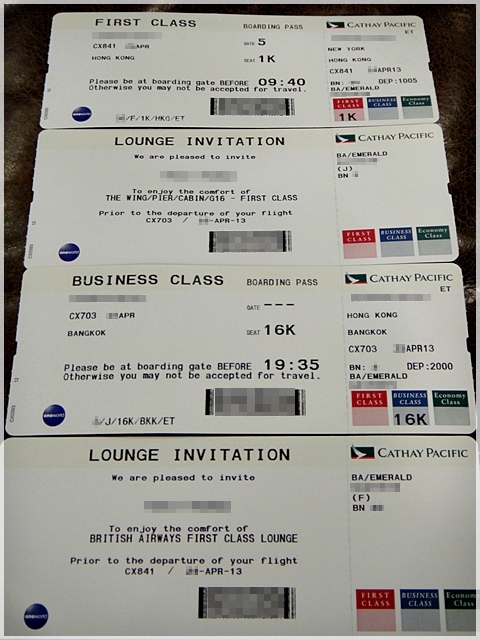 FIRST CLASS BOARDING PASS CATHAY PACIFIC
ET
CX841 APR GATE 5 NEW YORK
HONG KONG SEAT 1K HONG KONG
CX841 APR13
Please be at boarding gate BEFORE 09:40 BN: DEP:1005
Otherwise you may not be accepted for travel. BA/EMERALD
FIRST CLASS BUSINESS CLASS Economy Class
1K
oneworld /F/1K/HKG/ET
LOUNGE INVITATION CATHAY PACIFIC
We are pleased to invite BA/EMERALD
(J)
BN
To enjoy the comfort of
THE WING/PIER/CABIN/G16 - FIRST CLASS
Prior to the departure of your flight
CX703 / -APR-13
FIRST CLASS BUSINESS CLASS Economy Class
oneworld
BUSINESS CLASS BOARDING PASS CATHAY PACIFIC
ET
CX703 APR GATE --- HONG KONG
BANGKOK SEAT 16K BANGKOK
CX703 APR13
Please be at boarding gate BEFORE 19:35 BN: DEP:2000
Otherwise you may not be accepted for travel. BA/EMERALD
FIRST CLASS BUSINESS CLASS Economy Class
16K
oneworld /J/16K/BKK/ET
LOUNGE INVITATION CATHAY PACIFIC
We are pleased to invite BA/EMERALD
(F)
BN
To enjoy the comfort of
BRITISH AIRWAYS FIRST CLASS LOUNGE
Prior to the departure of your flight
CX841 / -APR-13
FIRST CLASS BUSINESS CLASS Economy Class
oneworld